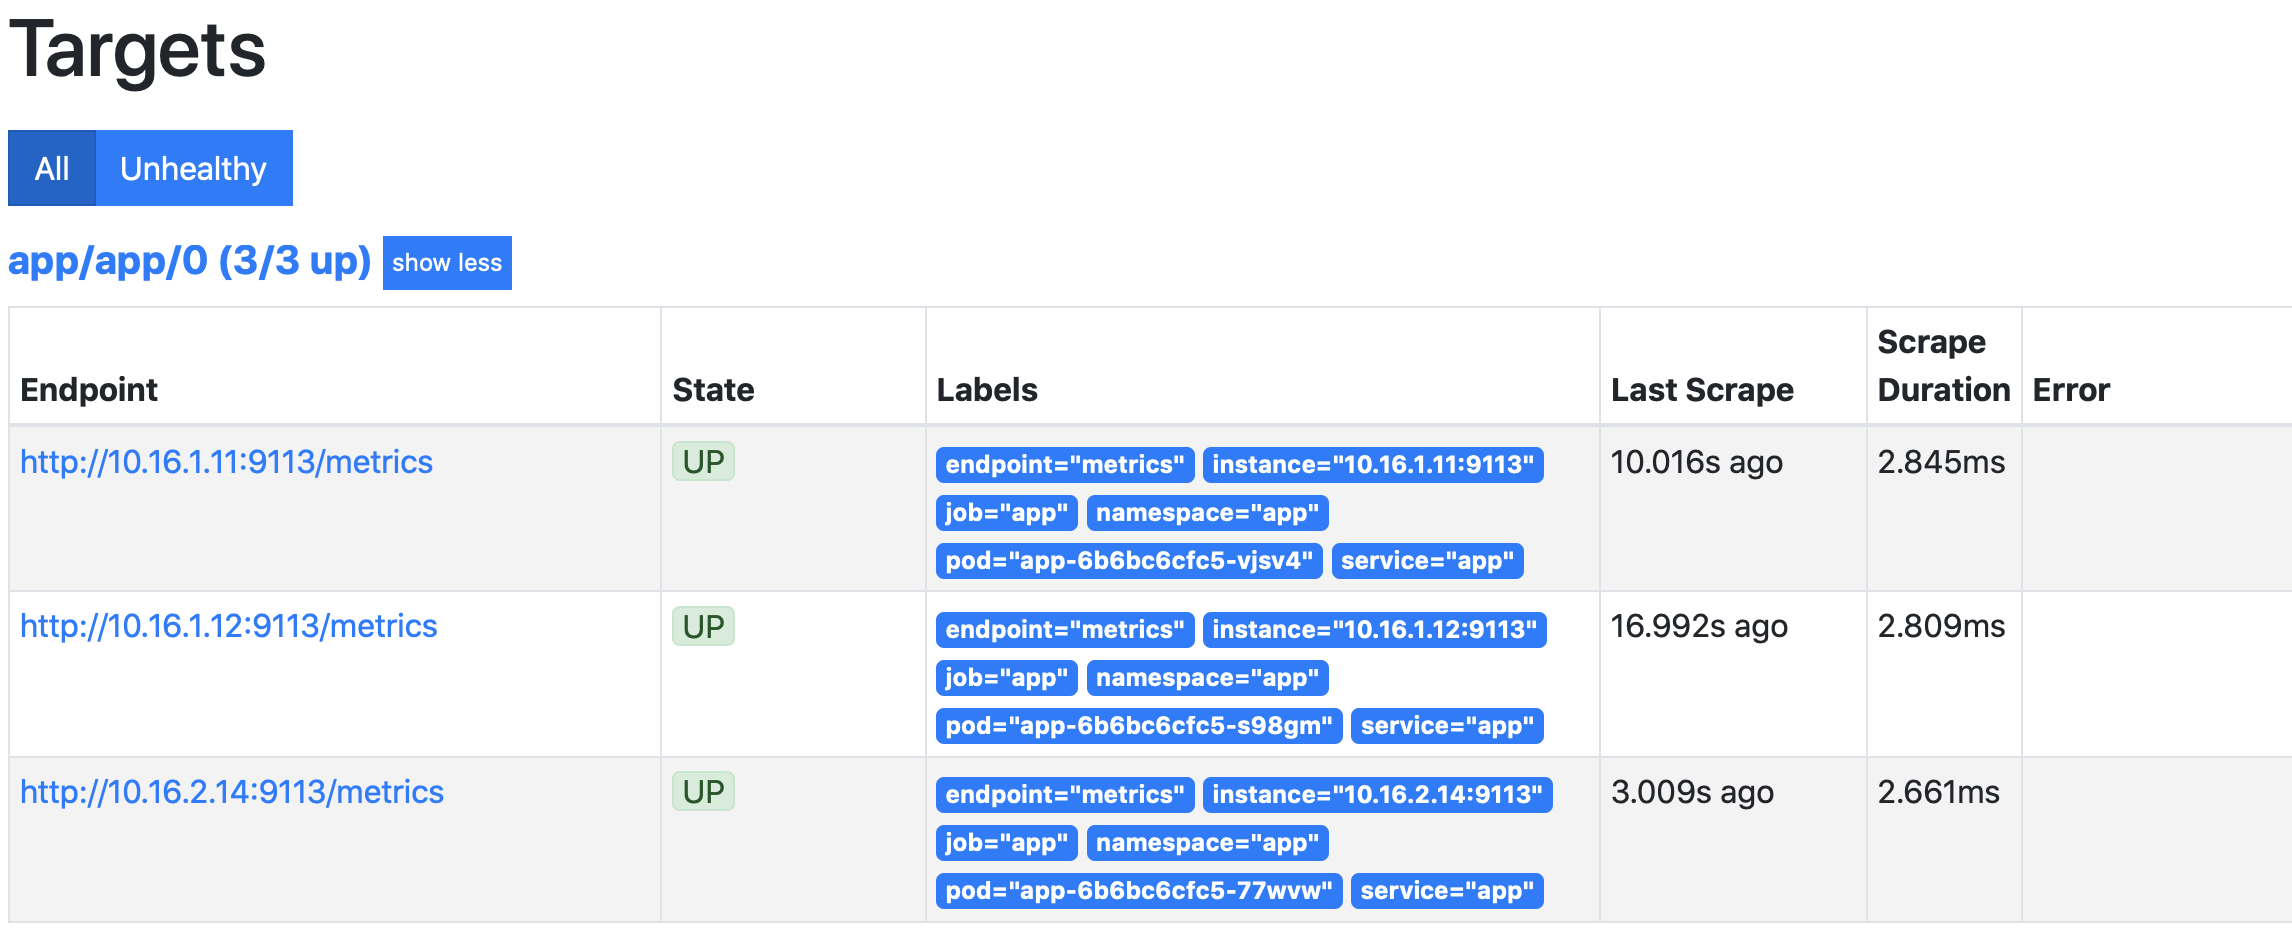 Targets
All Unhealthy
app/app/0 (3/3 up) show less
Endpoint State Labels Last Scrape Scrape Duration Error
http://10.16.1.11:9113/metrics UP endpoint="metrics" instance="10.16.1.11:9113" 10.016s ago 2.845ms
job="app" namespace="app"
pod="app-6b6bc6cfc5-vjsv4" service="app"
http://10.16.1.12:9113/metrics UP endpoint="metrics" instance="10.16.1.12:9113" 16.992s ago 2.809ms
job="app" namespace="app"
pod="app-6b6bc6cfc5-s98gm" service="app"
http://10.16.2.14:9113/metrics UP endpoint="metrics" instance="10.16.2.14:9113" 3.009s ago 2.661ms
job="app" namespace="app"
pod="app-6b6bc6cfc5-77wvw" service="app"